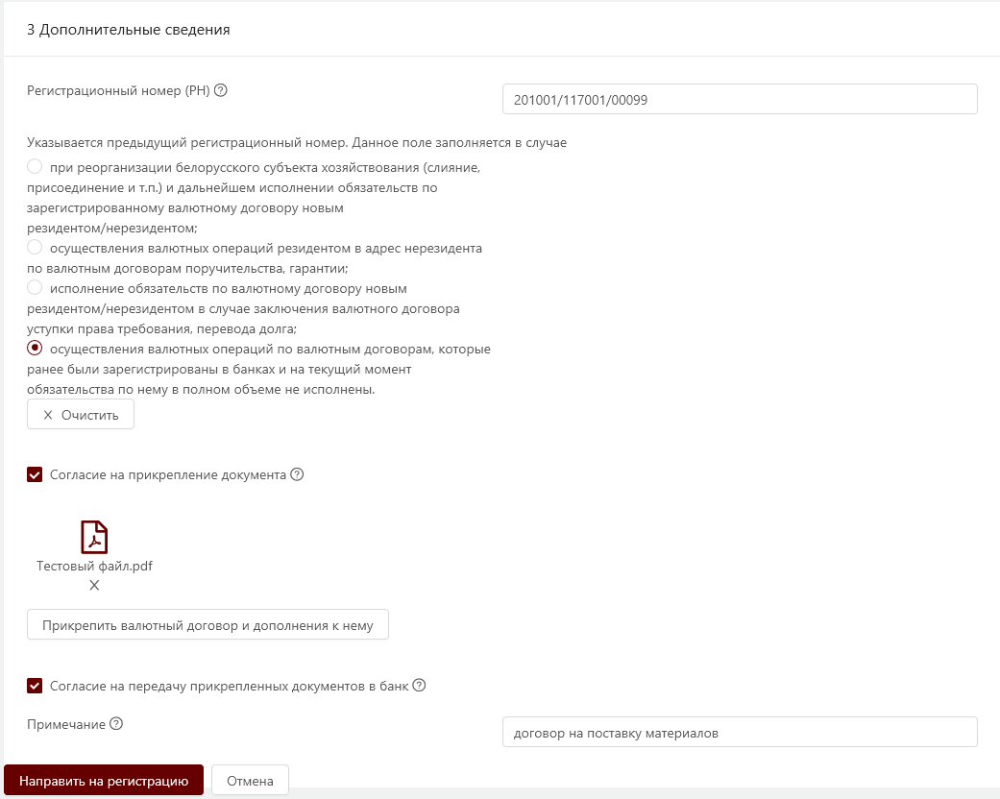 3 Дополнительные сведения
Регистрационный номер (РН)
201001/117001/00099
Указывается предыдущий регистрационный номер. Данное поле заполняется в случае
при реорганизации белорусского субъекта хозяйствования (слияние,
присоединение и т.п.) и дальнейшем исполнении обязательств по
зарегистрированному валютному договору новым
резидентом/нерезидентом;
осуществления валютных операций резидентом в адрес нерезидента
по валютным договорам поручительства, гарантии;
исполнение обязательств по валютному договору новым
резидентом/нерезидентом в случае заключения валютного договора
уступки права требования, перевода долга;
осуществления валютных операций по валютным договорам, которые
ранее были зарегистрированы в банках и на текущий момент
обязательства по нему в полном объеме не исполнены.
Очистить
Согласие на прикрепление документа
Тестовый файл.pdf
Прикрепить валютный договор и дополнения к нему
Согласие на передачу прикрепленных документов в банк
Примечание
договор на поставку материалов
Направить на регистрацию
Отмена